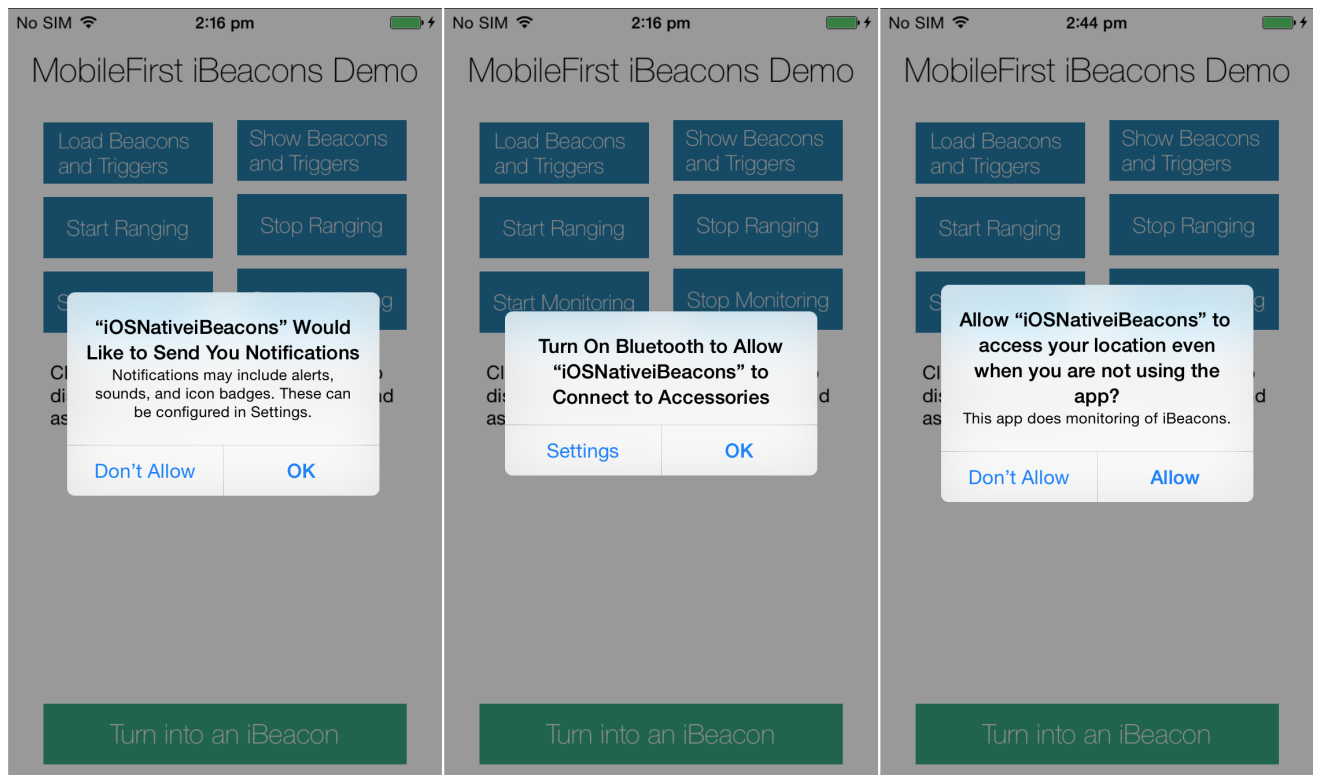 No SIM 2:16 pm
MobileFirst iBeacons Demo
Load Beacons
and Triggers
Show Beacons
and Triggers
Start Ranging
Stop Ranging
“iOSNativeiBeacons” Would
Like to Send You Notifications
Notifications may include alerts,
sounds, and icon badges. These can
be configured in Settings.
Don’t Allow
OK
Turn into an iBeacon
No SIM 2:16 pm
MobileFirst iBeacons Demo
Load Beacons
and Triggers
Show Beacons
and Triggers
Start Ranging
Stop Ranging
Start Monitoring
Stop Monitoring
Turn On Bluetooth to Allow
“iOSNativeiBeacons” to
Connect to Accessories
Settings
OK
Turn into an iBeacon
No SIM 2:44 pm
MobileFirst iBeacons Demo
Load Beacons
and Triggers
Show Beacons
and Triggers
Start Ranging
Stop Ranging
Allow “iOSNativeiBeacons” to
access your location even
when you are not using the
app?
This app does monitoring of iBeacons.
Don’t Allow
Allow
Turn into an iBeacon